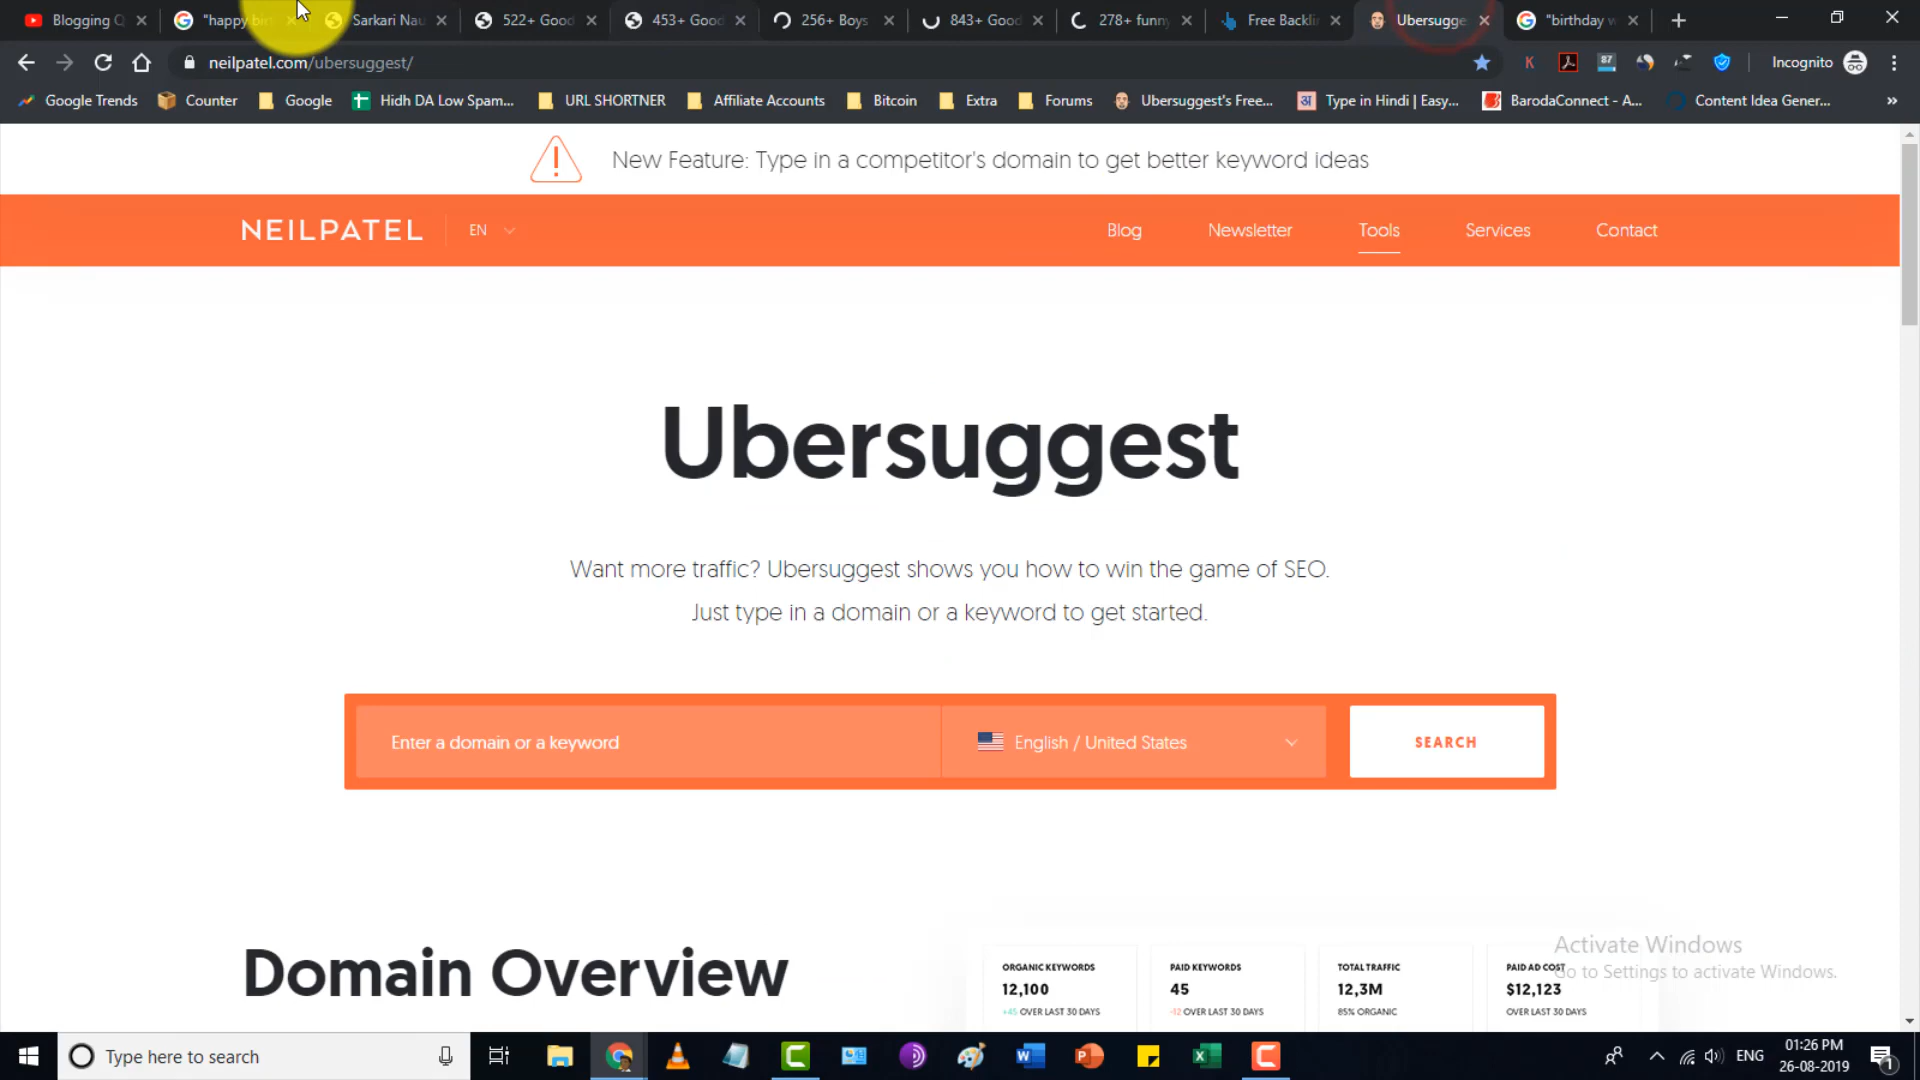 Blogging Q
"happy birt
Sarkari Nau
522+ Good
453+ Good
256+ Boys
843+ Good
278+ funny
Free Backlin
Ubersugge
"birthday w
neilpatel.com/ubersuggest/
K
87
Incognito
Google Trends
Counter
Google
Hidh DA Low Spam...
URL SHORTNER
Affiliate Accounts
Bitcoin
Extra
Forums
Ubersuggest's Free...
अ
Type in Hindi | Easy...
BarodaConnect - A...
Content Idea Gener...
»
New Feature: Type in a competitor's domain to get better keyword ideas
NEILPATEL
EN
Blog
Newsletter
Tools
Services
Contact
Ubersuggest
Want more traffic? Ubersuggest shows you how to win the game of SEO.
Just type in a domain or a keyword to get started.
Enter a domain or a keyword
English / United States
SEARCH
Domain Overview
ORGANIC KEYWORDS
12,100
+45 OVER LAST 30 DAYS
PAID KEYWORDS
45
-12 OVER LAST 30 DAYS
TOTAL TRAFFIC
12,3M
85% ORGANIC
PAID AD COST
$12,123
OVER LAST 30 DAYS
Activate Windows
Go to Settings to activate Windows.
Type here to search
ENG
01:26 PM
26-08-2019
1